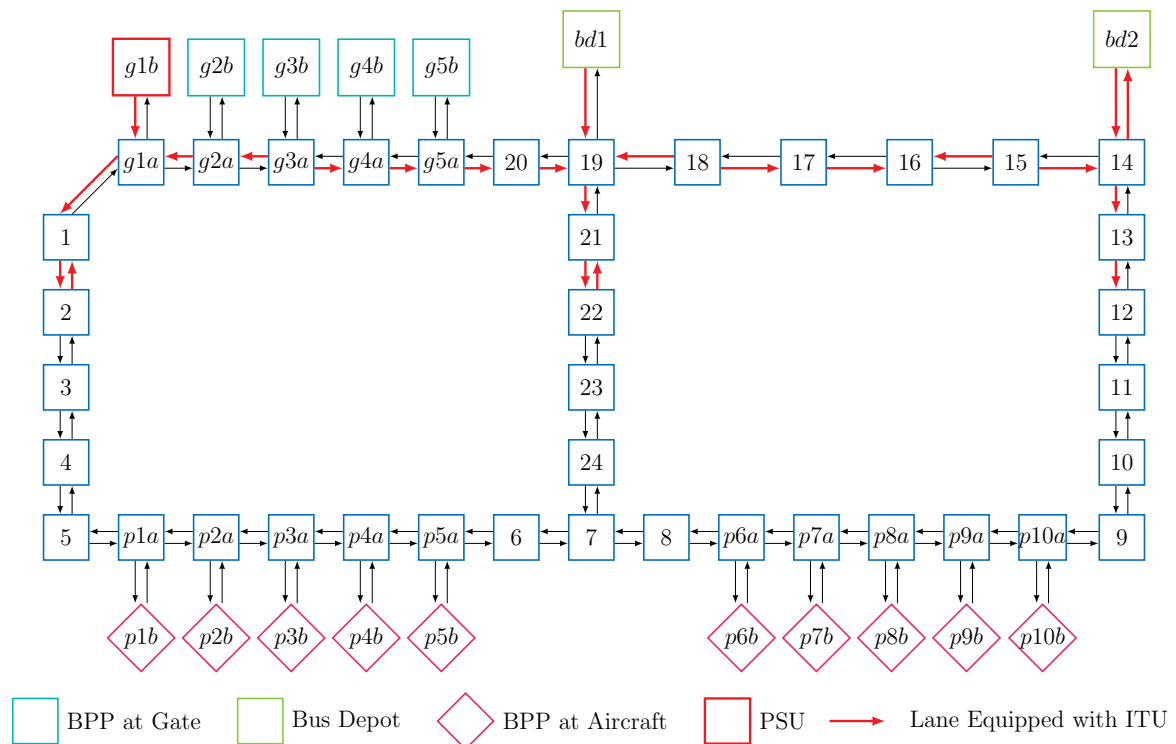 g1b g2b g3b g4b g5b bd1 bd2
g1a g2a g3a g4a g5a 20 19 18 17 16 15 14
1 21 13
2 22 12
3 23 11
4 24 10
5 p1a p2a p3a p4a p5a 6 7 8 p6a p7a p8a p9a p10a 9
p1b p2b p3b p4b p5b p6b p7b p8b p9b p10b
BPP at Gate Bus Depot BPP at Aircraft PSU Lane Equipped with ITU